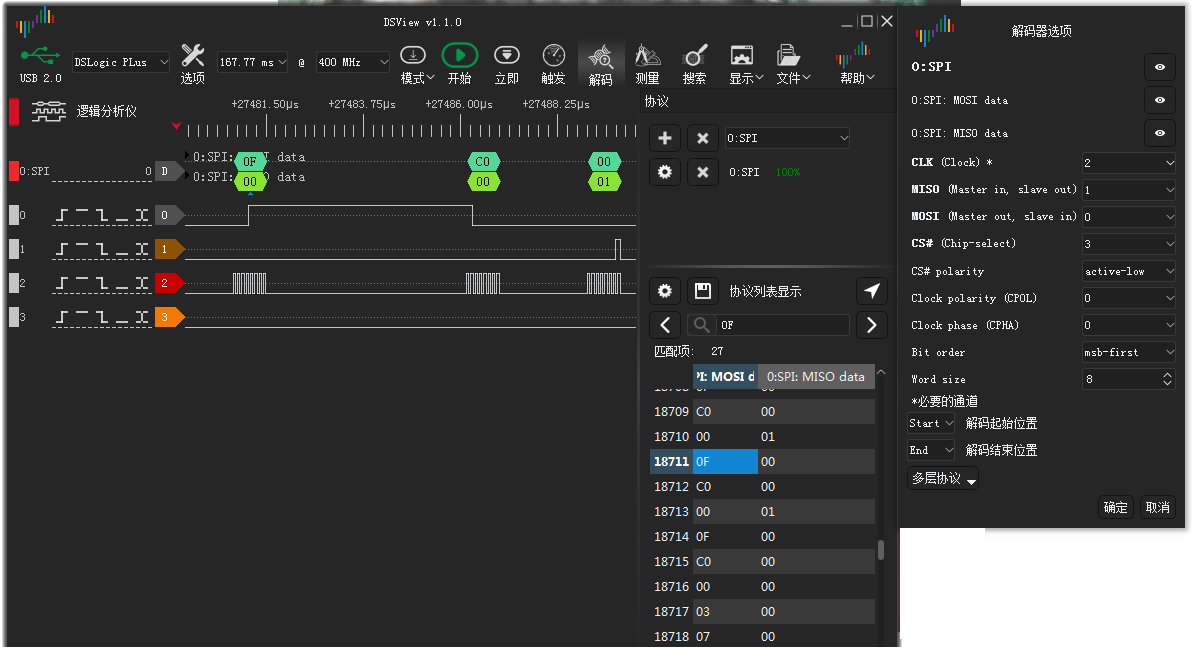 DSView v1.1.0
USB 2.0
DSLogic PLus
选项
167.77 ms
@
400 MHz
模式
开始
立即
触发
解码
测量
搜索
显示
文件
帮助
逻辑分析仪
+27481.50μs
+27483.75μs
+27486.00μs
+27488.25μs
0:SPI
0
D
0:SPI: I data
0:SPI: data
0F
C0
00
00
00
01
0
0
1
1
2
2
3
3
协议
0:SPI
0:SPI
100%
协议列表显示
0F
匹配项: 27
PI: MOSI d
0:SPI: MISO data
18708 0F 00
18709 C0 00
18710 00 01
18711 0F 00
18712 C0 00
18713 00 01
18714 0F 00
18715 C0 00
18716 00 00
18717 03 00
18718 07 00
解码器选项
0:SPI
0:SPI: MOSI data
0:SPI: MISO data
CLK (Clock) * 2
MISO (Master in, slave out) 1
MOSI (Master out, slave in) 0
CS# (Chip-select) 3
CS# polarity active-low
Clock polarity (CPOL) 0
Clock phase (CPHA) 0
Bit order msb-first
Word size 8
*必要的通道
Start 解码起始位置
End 解码结束位置
多层协议
确定
取消